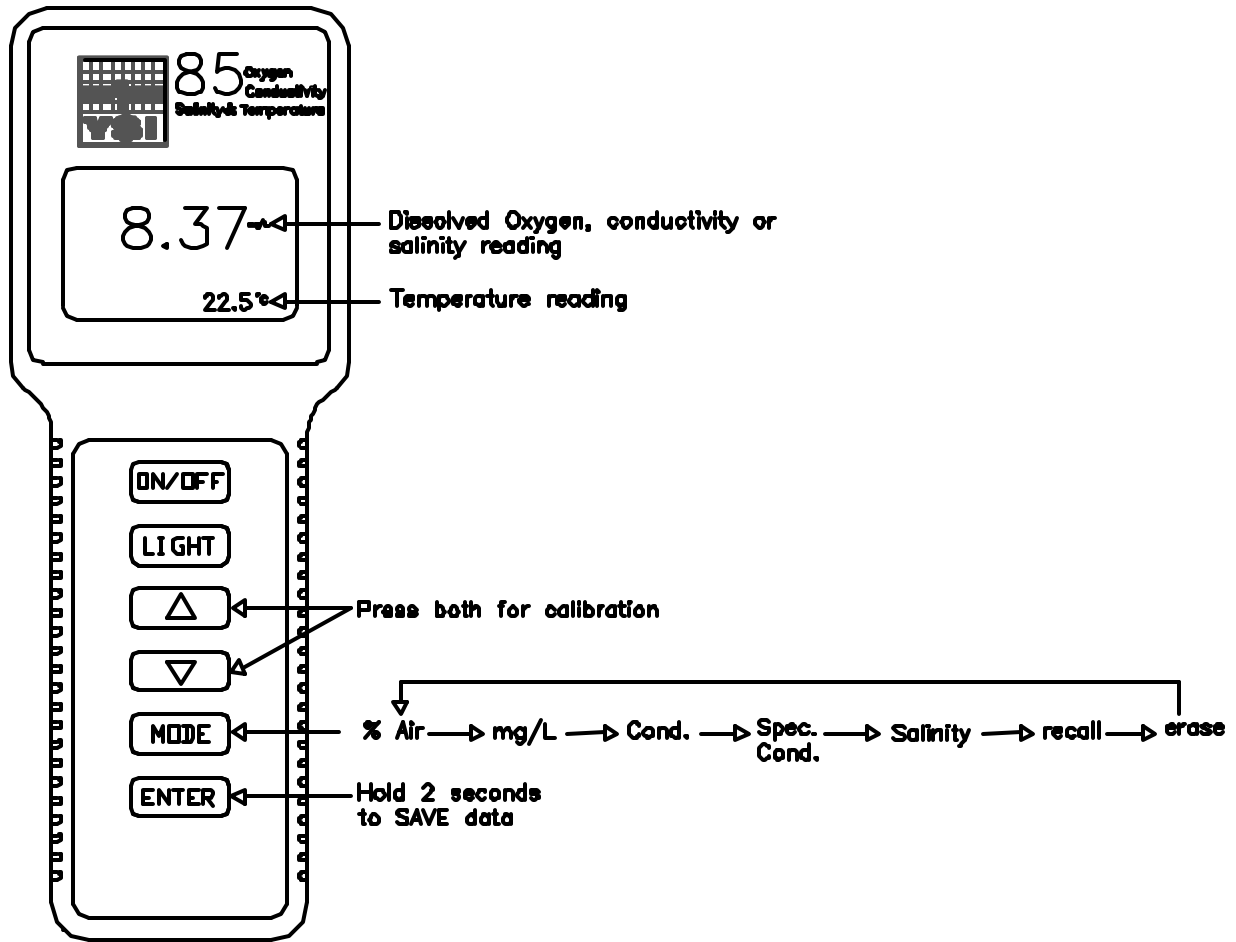 85 Oxygen
Conductivity
Salinity & Temperature
YSI
8.37
Dissolved Oxygen, conductivity or
salinity reading
22.5°C
Temperature reading
ON/OFF
LIGHT
Press both for calibration
MODE
% Air
mg/L
Cond.
Spec.
Cond.
Salinity
recall
erase
ENTER
Hold 2 seconds
to SAVE data